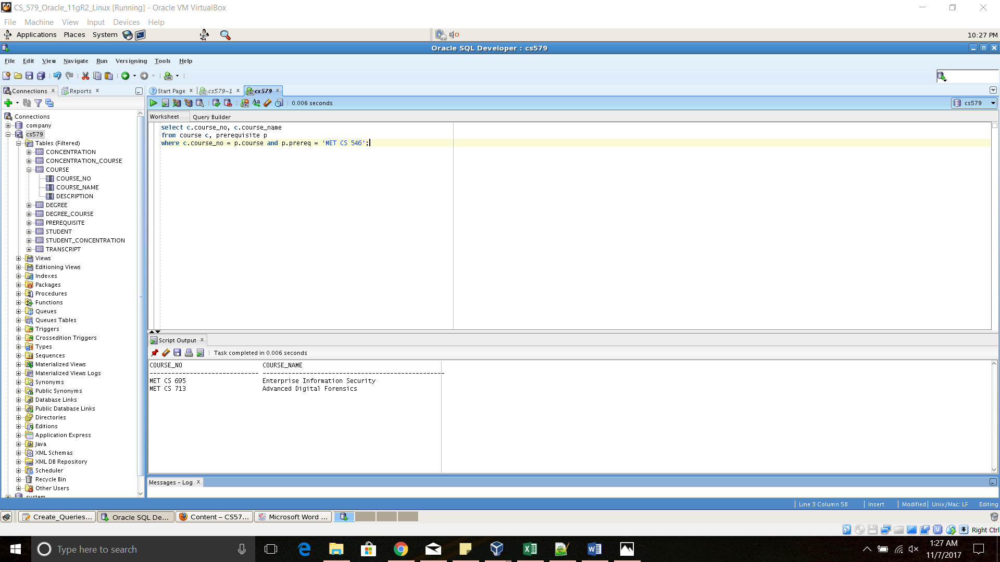 CS_579_Oracle_11gR2_Linux [Running] - Oracle VM VirtualBox
File Machine View Input Devices Help
Applications Places System
10:27 PM
Oracle SQL Developer : cs579
File Edit View Navigate Run Versioning Tools Help
Connections x Reports x
Start Page x cs579~1 x cs579 x
0.006 seconds
cs579
Worksheet Query Builder
select c.course_no, c.course_name
from course c, prerequisite p
where c.course_no = p.course and p.prereq = 'MET CS 546';
Connections
company
cs579
Tables (Filtered)
CONCENTRATION
CONCENTRATION_COURSE
COURSE
COURSE_NO
COURSE_NAME
DESCRIPTION
DEGREE
DEGREE_COURSE
PREREQUISITE
STUDENT
STUDENT_CONCENTRATION
TRANSCRIPT
Views
Editioning Views
Indexes
Packages
Procedures
Functions
Queues
Queues Tables
Triggers
Crossedition Triggers
Types
Sequences
Materialized Views
Materialized Views Logs
Synonyms
Public Synonyms
Database Links
Public Database Links
Directories
Editions
Application Express
Java
XML Schemas
XML DB Repository
Scheduler
Recycle Bin
Other Users
system
Script Output x
Task completed in 0.006 seconds
COURSE_NO COURSE_NAME
------------------------------- --------------------------------------------------
MET CS 695 Enterprise Information Security
MET CS 713 Advanced Digital Forensics
Messages - Log x
Line 3 Column 58 Insert Modified Unix/Mac: LF Editing
Create_Queries... Oracle SQL De... Content – CS57... Microsoft Word ...
Right Ctrl
Type here to search
1:27 AM
11/7/2017